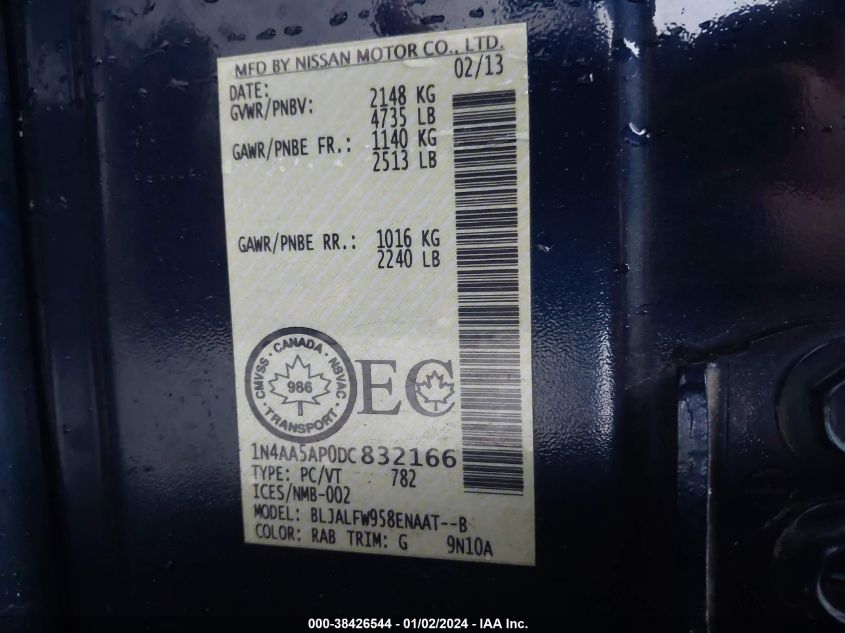 MFD BY NISSAN MOTOR CO., LTD.
DATE: 02/13
GVWR/PNBV: 2148 KG
4735 LB
GAWR/PNBE FR.: 1140 KG
2513 LB
GAWR/PNBE RR.: 1016 KG
2240 LB
CANADA
CMVSS NSVAC
986
TRANSPORT
EC
1N4AA5AP0DC832166
TYPE: PC/VT 782
ICES/NMB-002
MODEL: BLJALFW958ENAAT--B
COLOR: RAB TRIM: G 9N10A
000-38426544 - 01/02/2024 - IAA Inc.